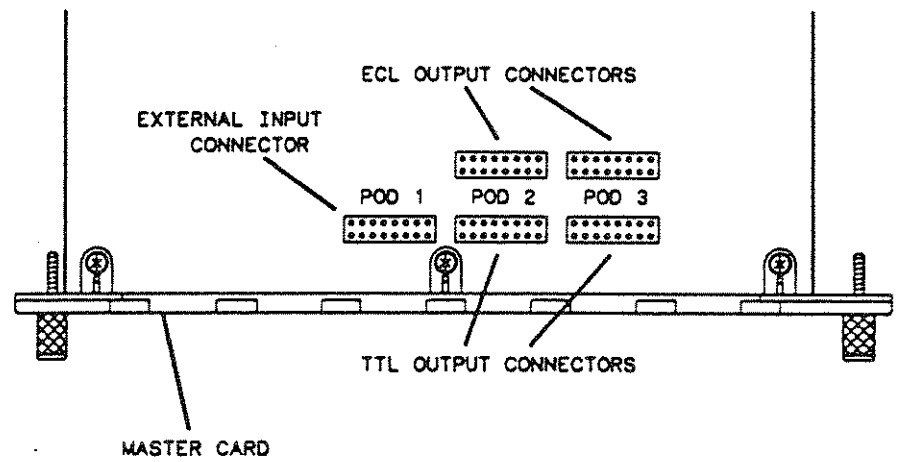 ECL OUTPUT CONNECTORS
EXTERNAL INPUT
CONNECTOR
POD 1
POD 2
POD 3
TTL OUTPUT CONNECTORS
MASTER CARD